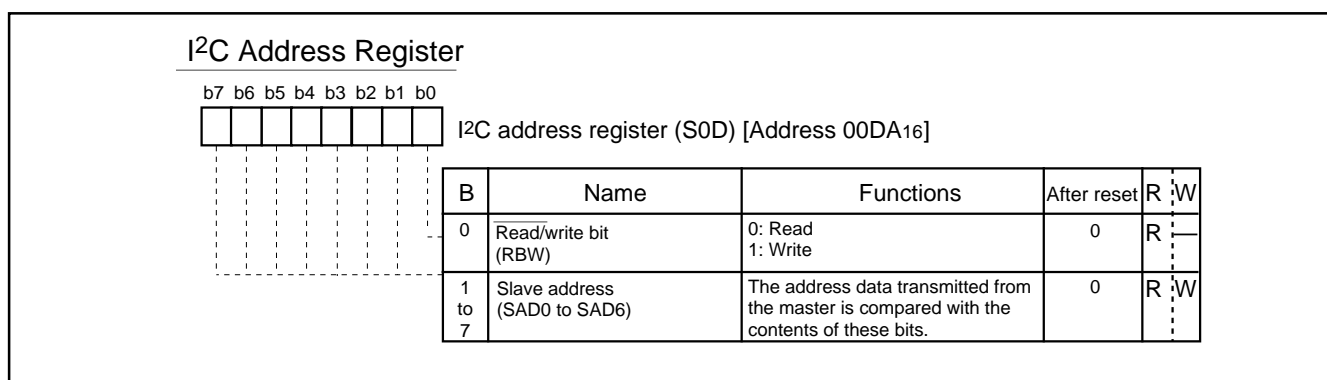 I²C Address Register
b7 b6 b5 b4 b3 b2 b1 b0
I²C address register (S0D) [Address 00DA₁₆]
B Name Functions After reset R W
0 Read/write bit (RBW) 0: Read 1: Write 0 R —
1 to 7 Slave address (SAD0 to SAD6) The address data transmitted from the master is compared with the contents of these bits. 0 R W